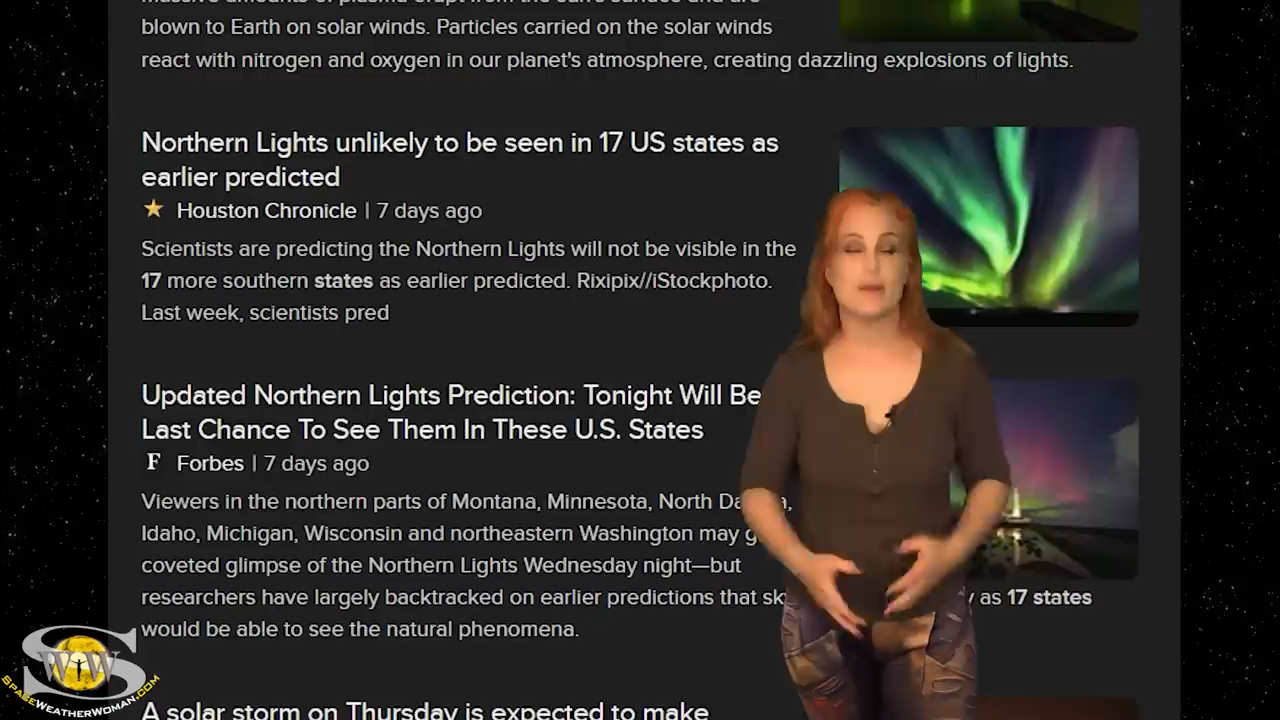 blown to Earth on solar winds. Particles carried on the solar winds
react with nitrogen and oxygen in our planet's atmosphere, creating dazzling explosions of lights.
Northern Lights unlikely to be seen in 17 US states as
earlier predicted
Houston Chronicle | 7 days ago
Scientists are predicting the Northern Lights will not be visible in the
17 more southern states as earlier predicted. Rixipix//iStockphoto.
Last week, scientists pred
Updated Northern Lights Prediction: Tonight Will Be
Last Chance To See Them In These U.S. States
F Forbes | 7 days ago
Viewers in the northern parts of Montana, Minnesota, North
Idaho, Michigan, Wisconsin and northeastern Washington may
coveted glimpse of the Northern Lights Wednesday night—but
researchers have largely backtracked on earlier predictions that as 17 states
would be able to see the natural phenomena.
A solar storm on Thursday is expected to make
SWW
SPACEWEATHERWOMAN.COM